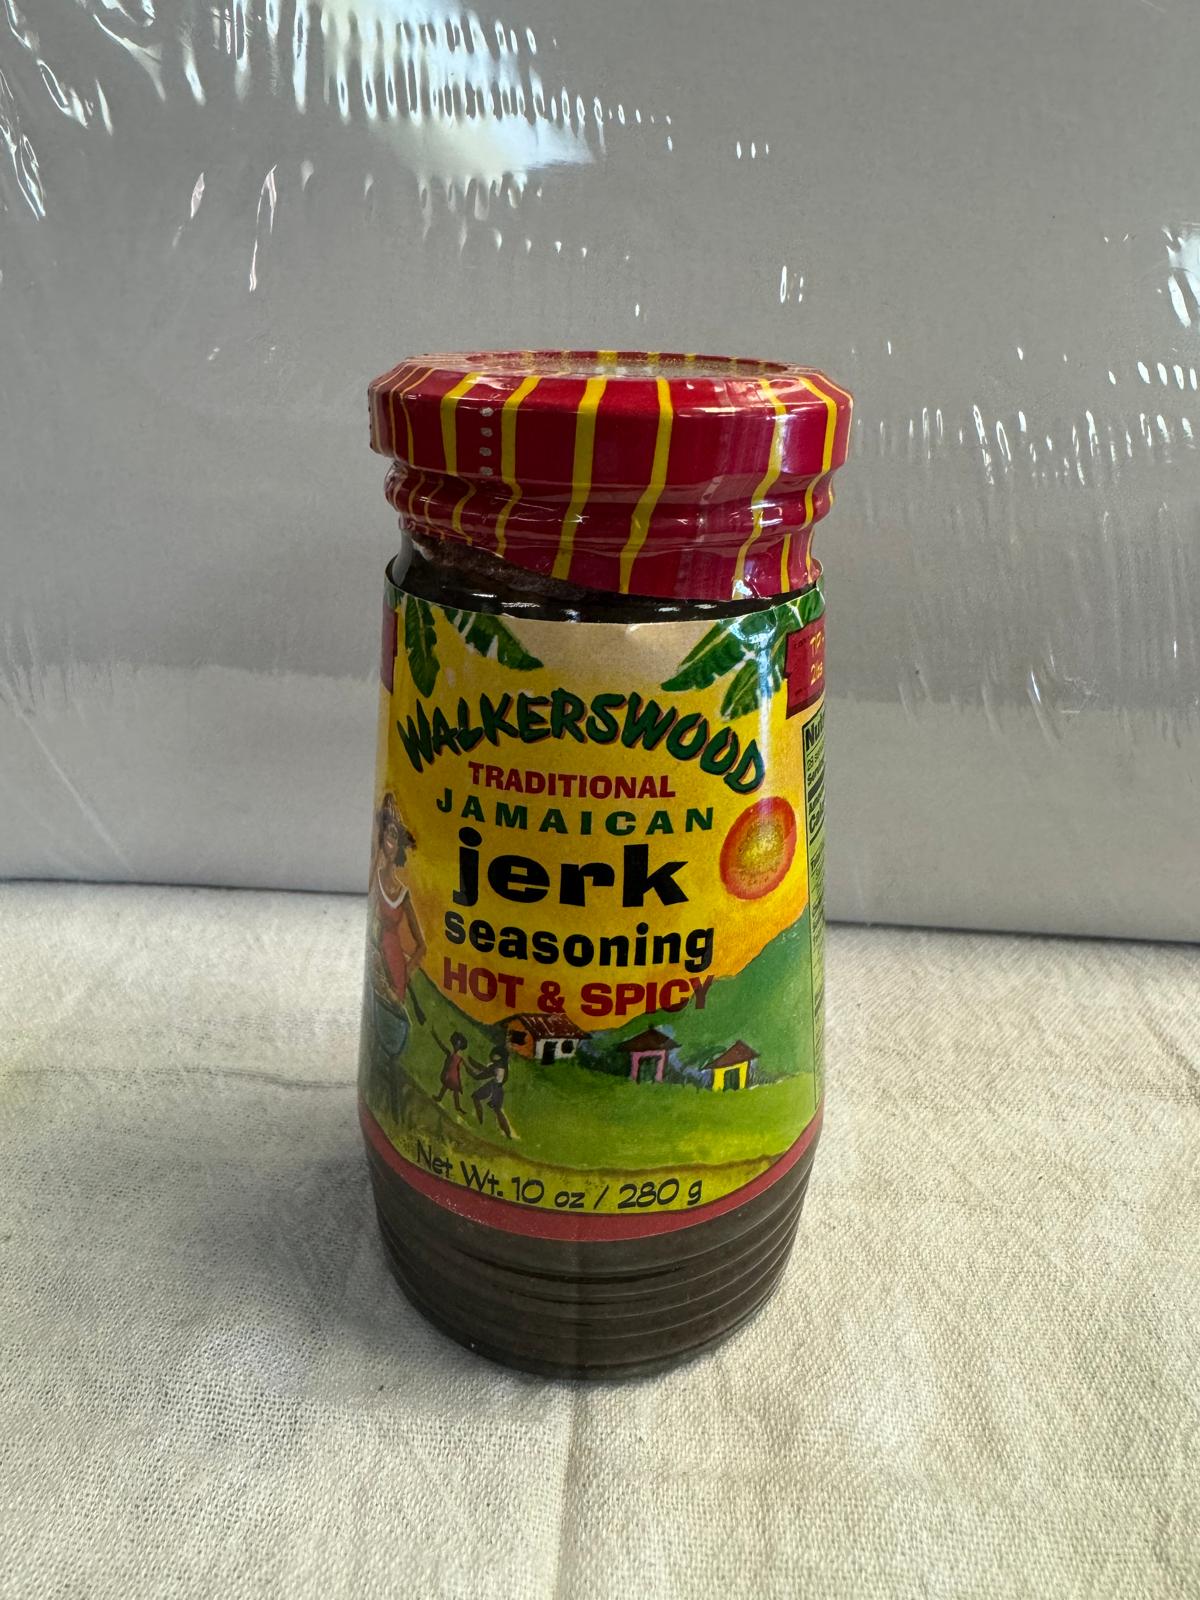 WALKERSWOOD
TRADITIONAL
JAMAICAN
jerk
seasoning
HOT & SPICY
Net Wt. 10 oz / 280 g